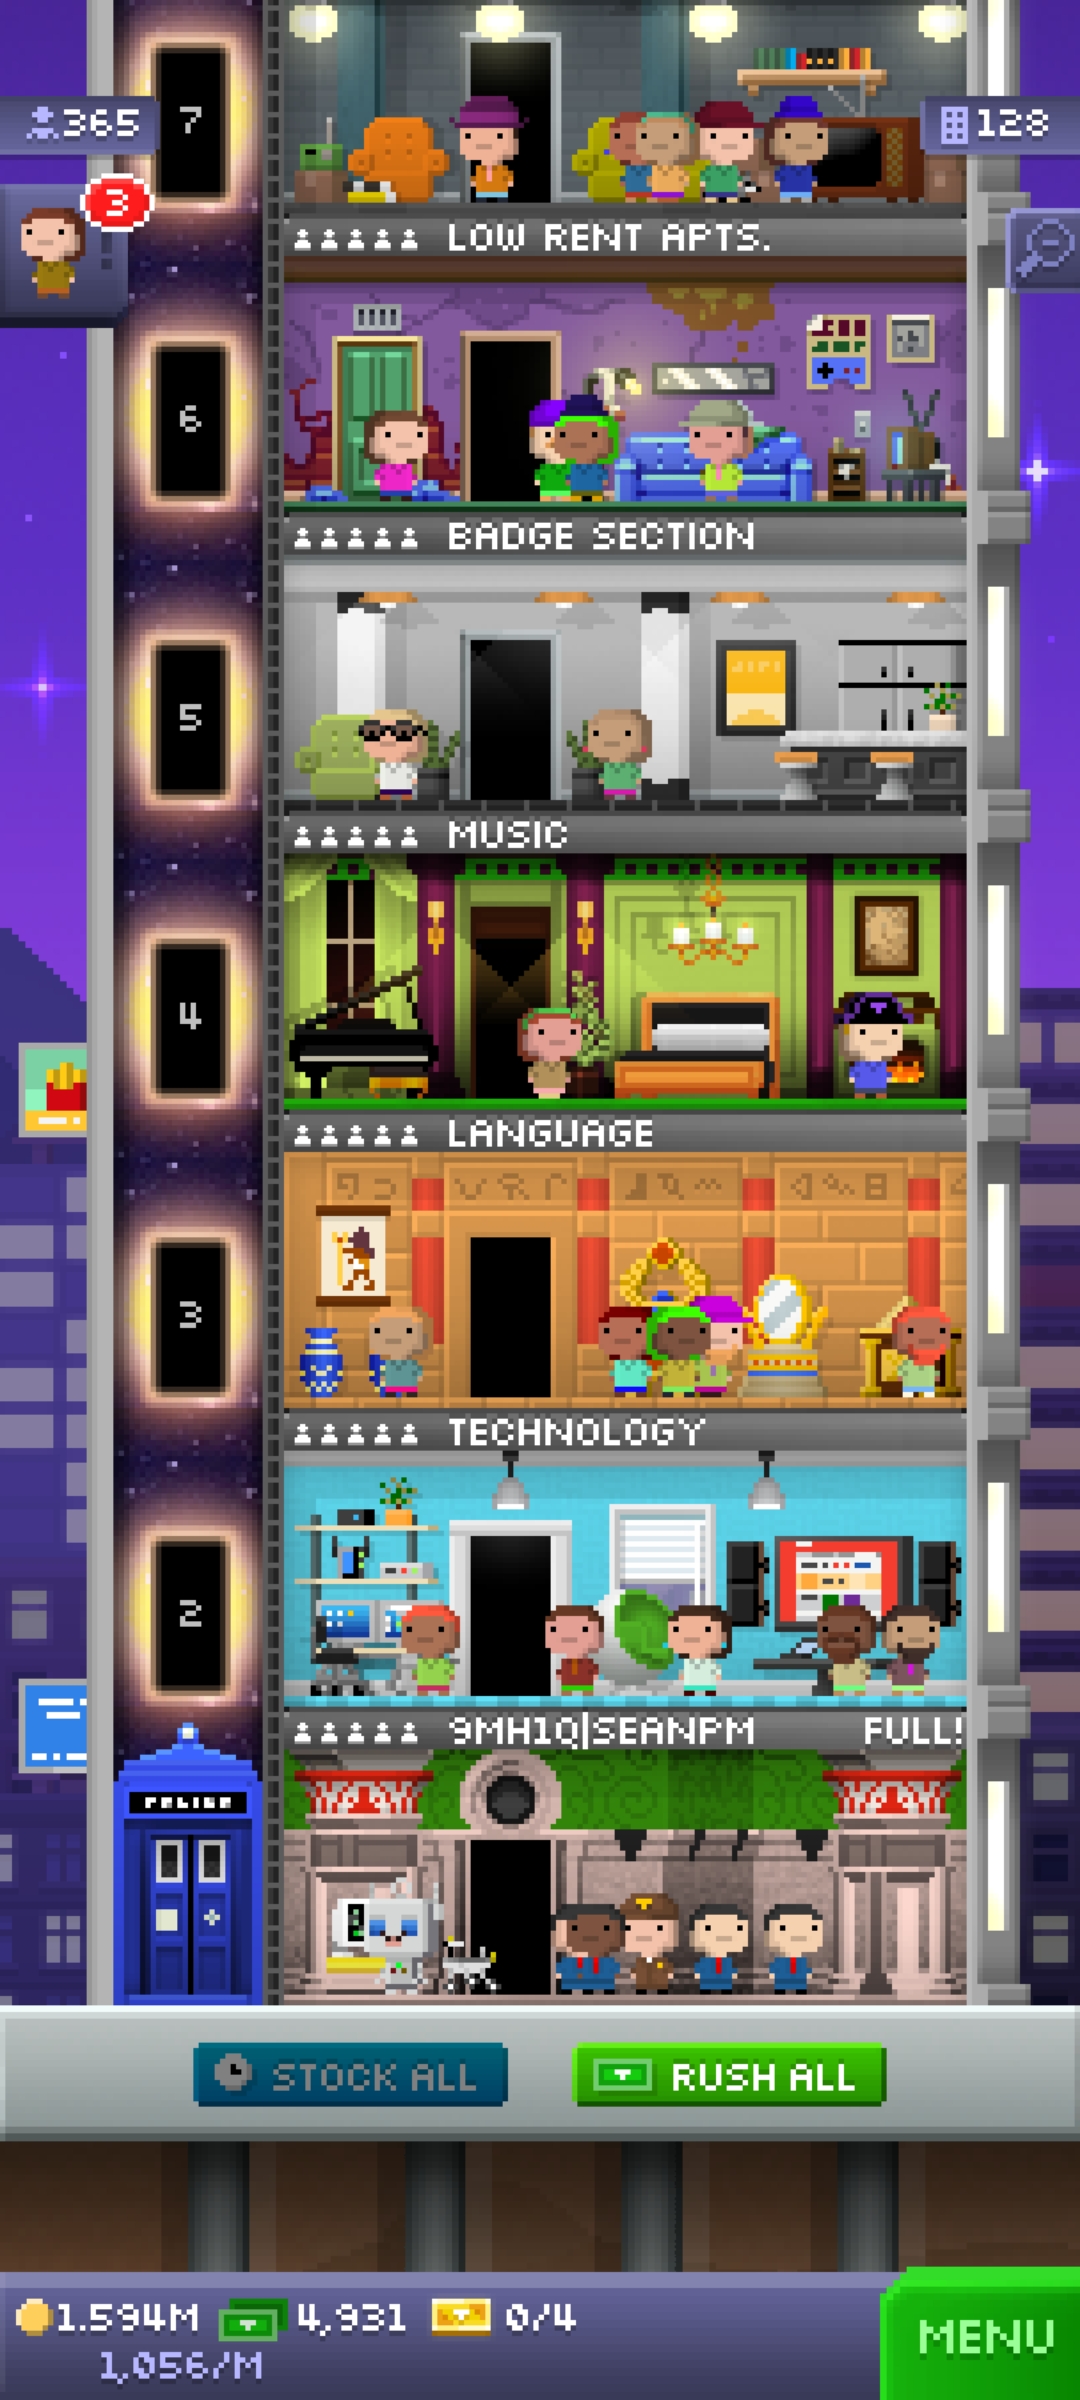 7
365
128
3
LOW RENT APTS.
6
BADGE SECTION
5
MUSIC
4
LANGUAGE
3
TECHNOLOGY
2
9MH1Q|SEANPM FULL!
POLICE
STOCK ALL
RUSH ALL
1.594M 4,931 0/4
1,056/M
MENU